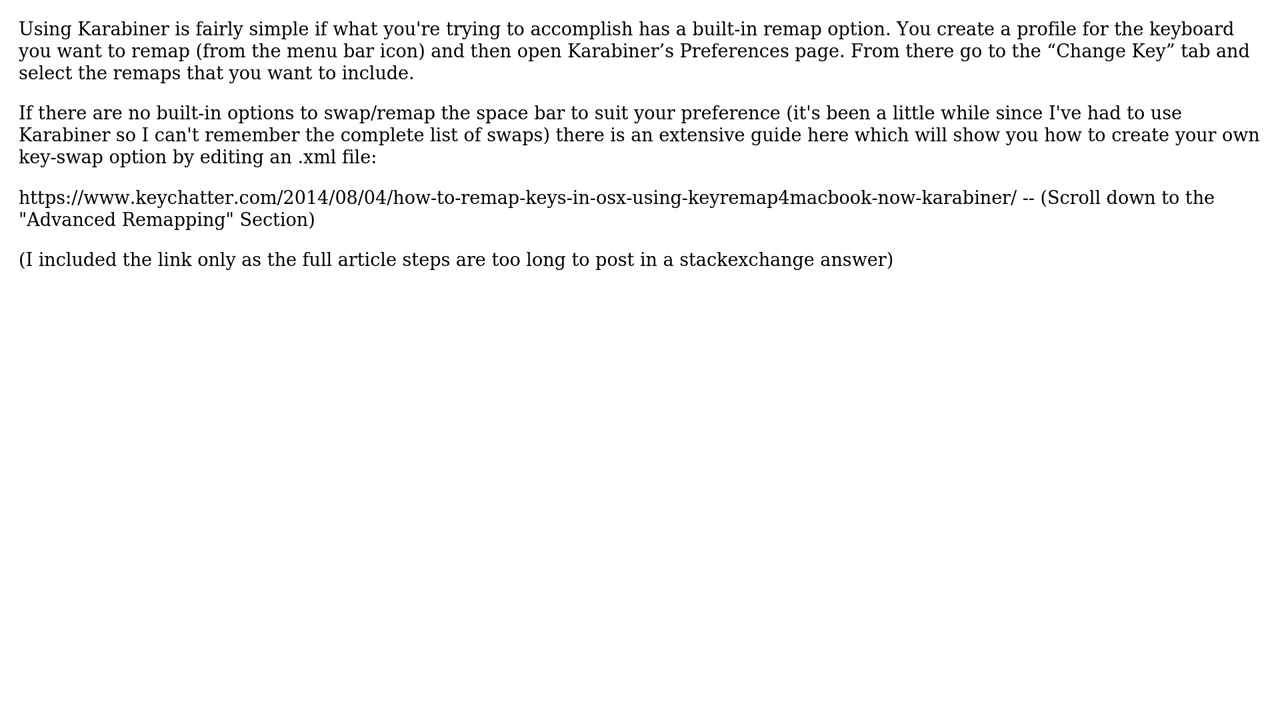 Using Karabiner is fairly simple if what you're trying to accomplish has a built-in remap option. You create a profile for the keyboard
you want to remap (from the menu bar icon) and then open Karabiner’s Preferences page. From there go to the “Change Key” tab and
select the remaps that you want to include.
If there are no built-in options to swap/remap the space bar to suit your preference (it's been a little while since I've had to use
Karabiner so I can't remember the complete list of swaps) there is an extensive guide here which will show you how to create your own
key-swap option by editing an .xml file:
https://www.keychatter.com/2014/08/04/how-to-remap-keys-in-osx-using-keyremap4macbook-now-karabiner/ -- (Scroll down to the
"Advanced Remapping" Section)
(I included the link only as the full article steps are too long to post in a stackexchange answer)